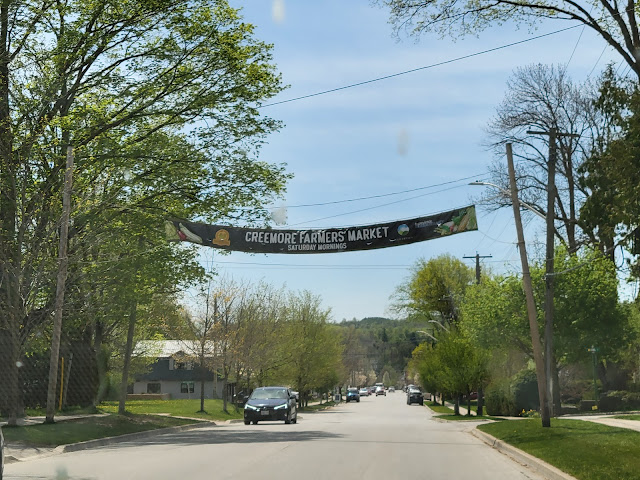 CREEMORE FARMERS' MARKET
SATURDAY MORNINGS